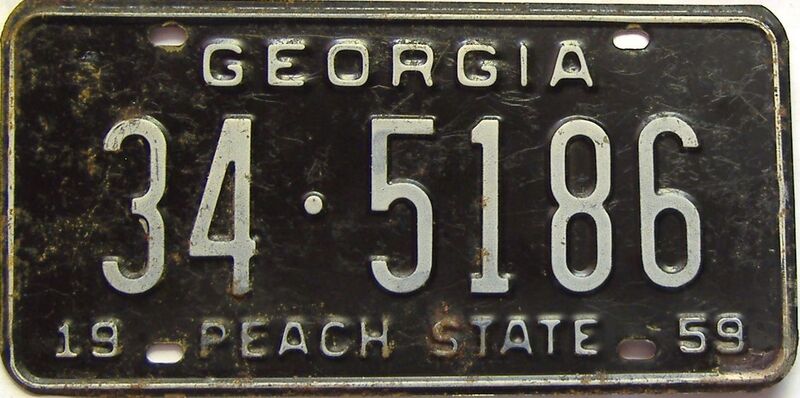 GEORGIA
34·5186
19 PEACH STATE 59